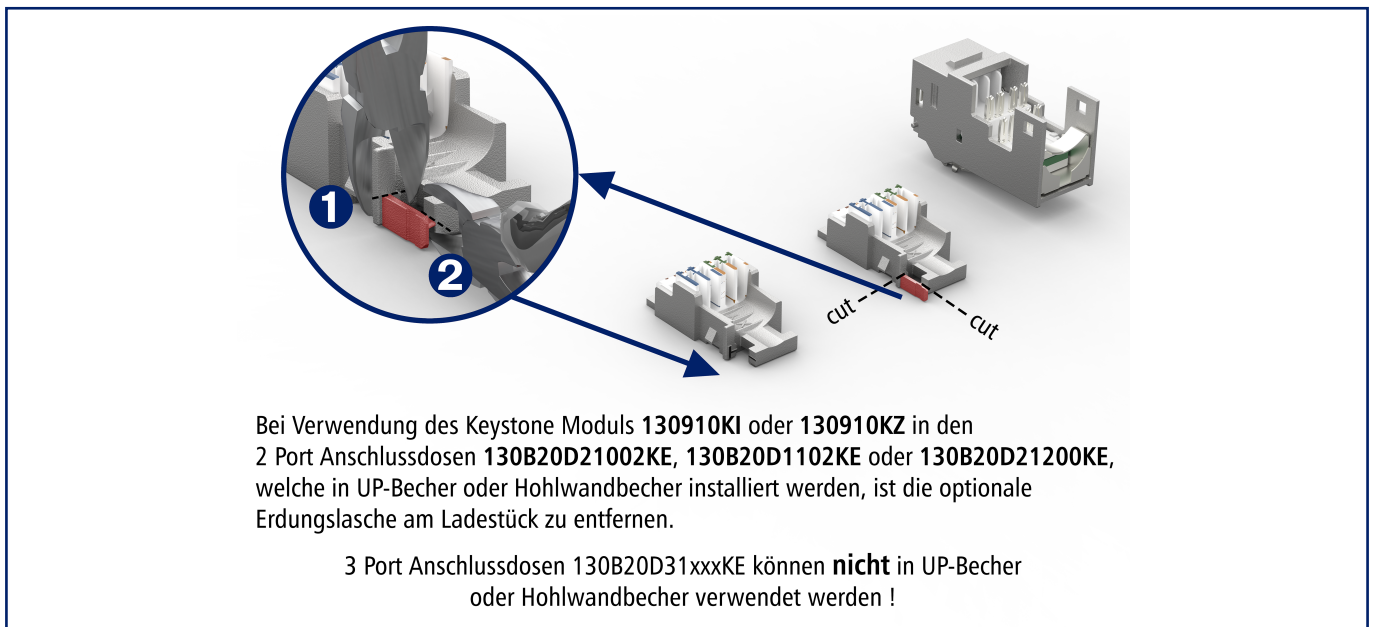 1
2
cut
cut
Bei Verwendung des Keystone Moduls 130910KI oder 130910KZ in den
2 Port Anschlussdosen 130B20D21002KE, 130B20D1102KE oder 130B20D21200KE,
welche in UP-Becher oder Hohlwandbecher installiert werden, ist die optionale
Erdungslasche am Ladestück zu entfernen.
3 Port Anschlussdosen 130B20D31xxxKE können nicht in UP-Becher
oder Hohlwandbecher verwendet werden !